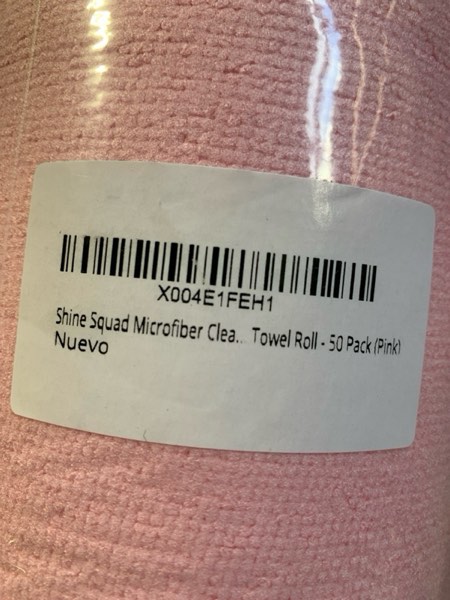 X004E1FEH1
Shine Squad Microfiber Clea... Towel Roll - 50 Pack (Pink)
Nuevo